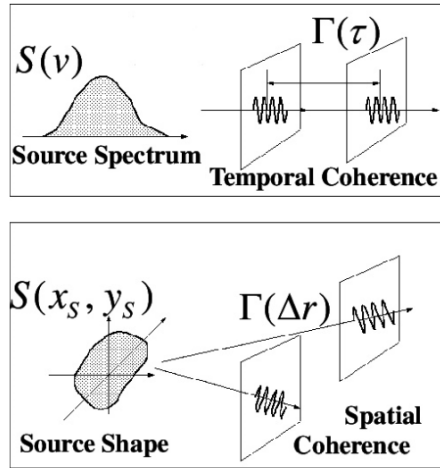 Γ(τ)
S(v)
Source Spectrum
Temporal Coherence
S(x_s, y_s)
Γ(Δr)
Source Shape
Spatial
Coherence